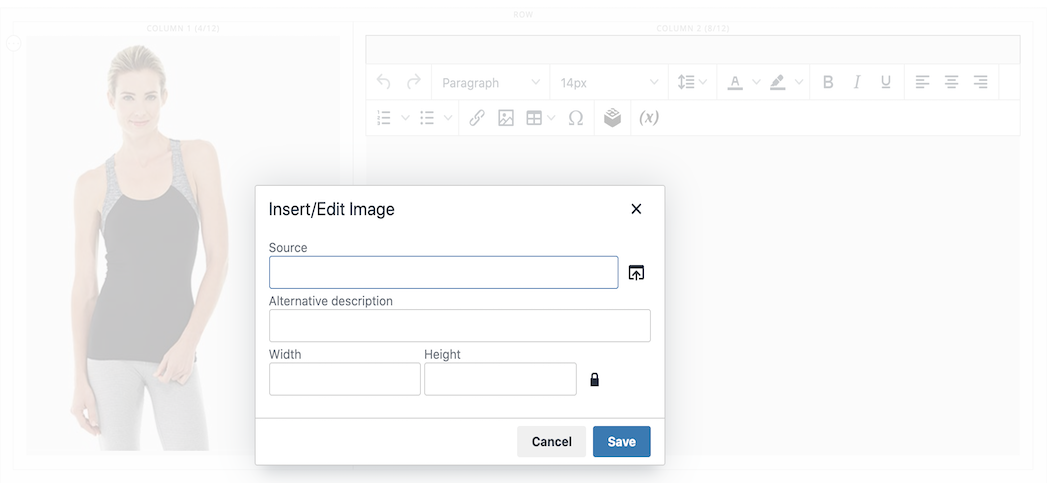 ROW
COLUMN 1 (4/12)
COLUMN 2 (8/12)
Paragraph
14px
A
B I U
Ω
(x)
Insert/Edit Image
Source
Alternative description
Width Height
Cancel Save